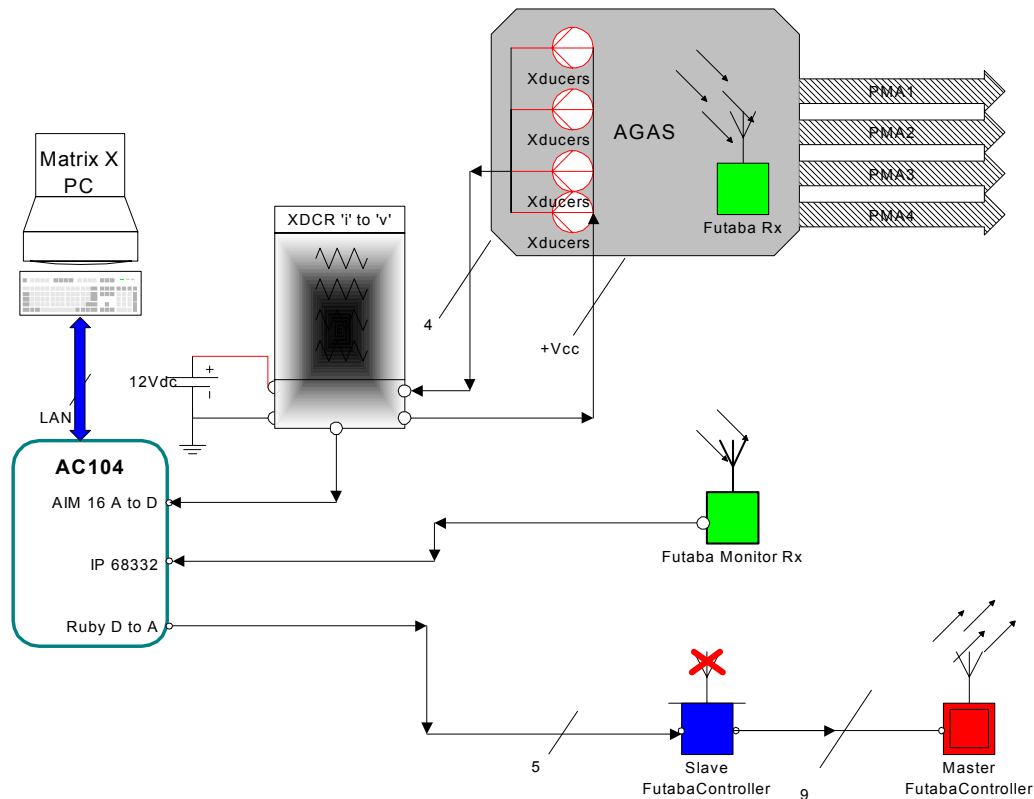 Xducers
Xducers
Xducers
Xducers
AGAS
Futaba Rx
PMA1
PMA2
PMA3
PMA4
Matrix X
PC
XDCR 'i' to 'v'
4
+Vcc
12Vdc
+
–
LAN
AC104
AIM 16 A to D
IP 68332
Ruby D to A
Futaba Monitor Rx
5
Slave
FutabaController
9
Master
FutabaController